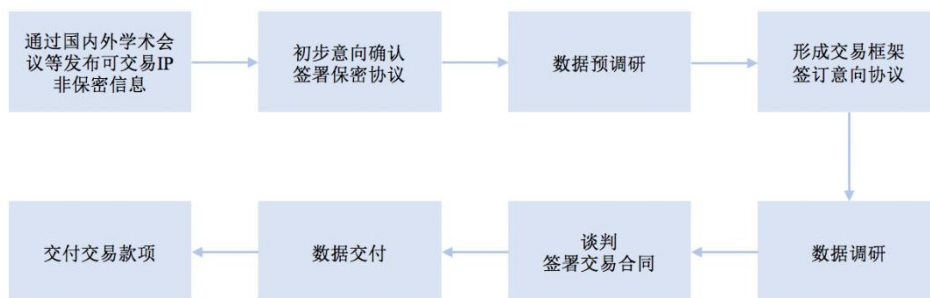 通过国内外学术会
议等发布可交易IP
非保密信息
初步意向确认
签署保密协议
数据预调研
形成交易框架
签订意向协议
数据调研
谈判
签署交易合同
数据交付
交付交易款项